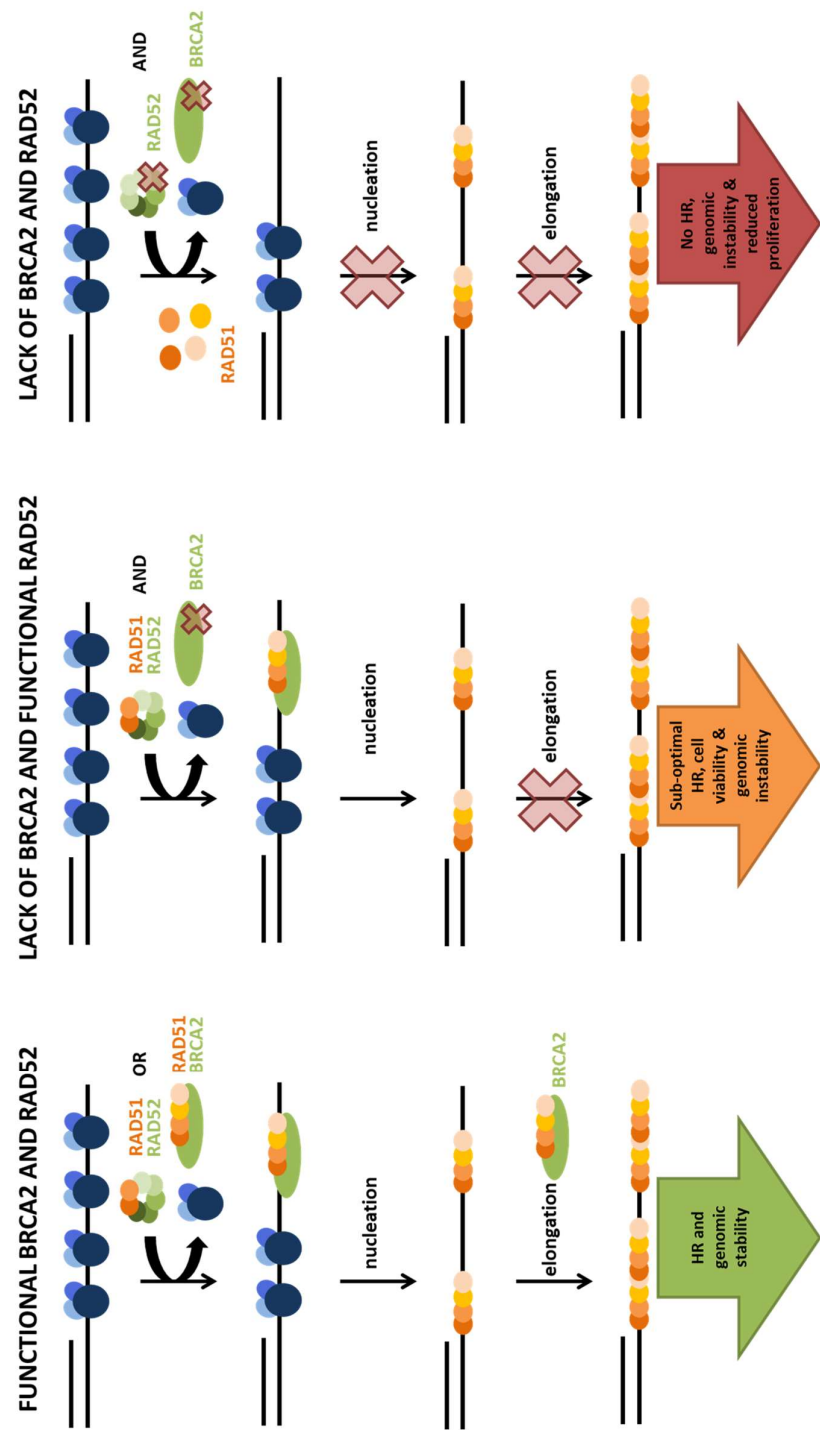 FUNCTIONAL BRCA2 AND RAD52
RAD51
RAD52
OR
RAD51
BRCA2
nucleation
elongation
BRCA2
HR and
genomic
stability
LACK OF BRCA2 AND FUNCTIONAL RAD52
RAD51
RAD52
AND
BRCA2
nucleation
elongation
Sub-optimal
HR, cell
viability &
genomic
instability
LACK OF BRCA2 AND RAD52
RAD52
AND
BRCA2
RAD51
nucleation
elongation
No HR,
genomic
instability &
reduced
proliferation